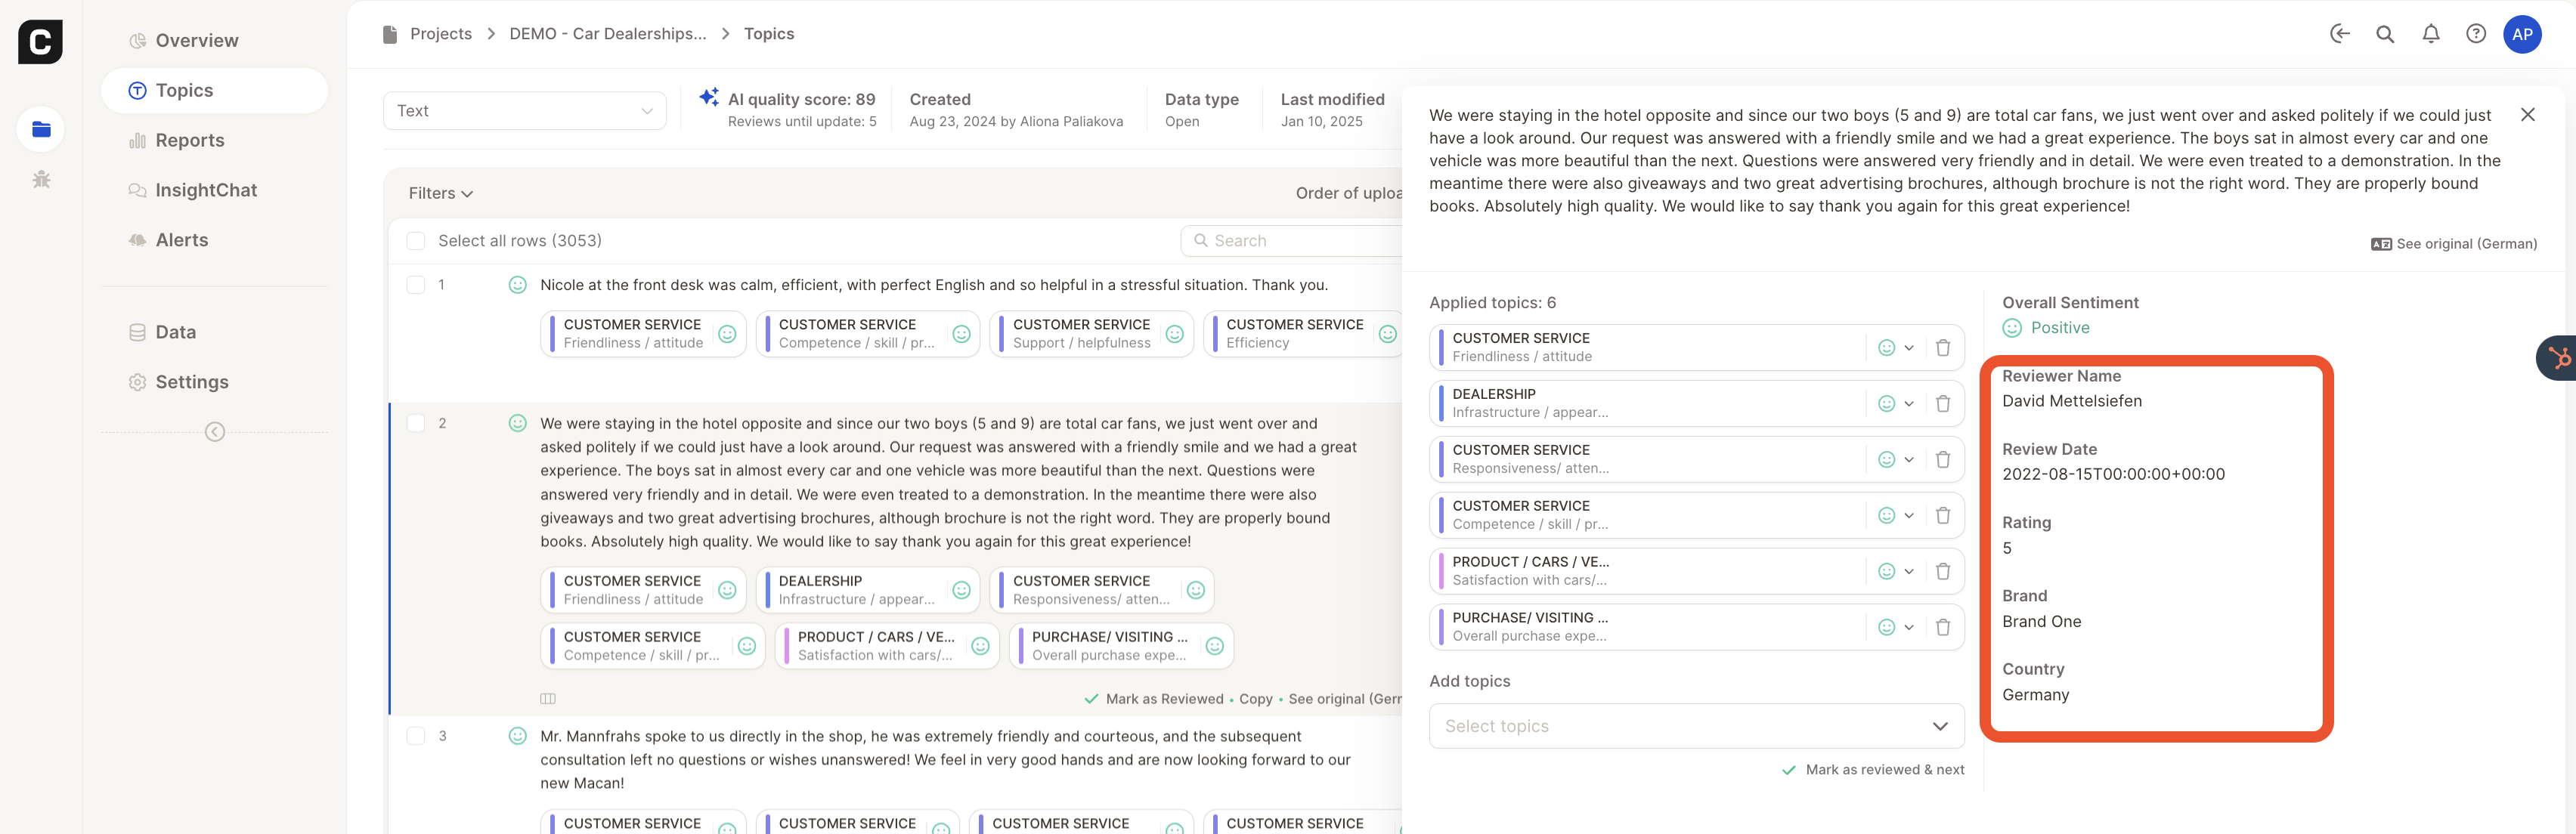 C
Overview
Topics
Reports
InsightChat
Alerts
Data
Settings
Projects > DEMO - Car Dealerships... > Topics
AP
Text
AI quality score: 89
Reviews until update: 5
Created
Aug 23, 2024 by Aliona Paliakova
Data type
Open
Last modified
Jan 10, 2025
Filters
Order of uploa
Select all rows (3053)
Search
1
Nicole at the front desk was calm, efficient, with perfect English and so helpful in a stressful situation. Thank you.
CUSTOMER SERVICE
Friendliness / attitude
CUSTOMER SERVICE
Competence / skill / pr...
CUSTOMER SERVICE
Support / helpfulness
CUSTOMER SERVICE
Efficiency
2
We were staying in the hotel opposite and since our two boys (5 and 9) are total car fans, we just went over and
asked politely if we could just have a look around. Our request was answered with a friendly smile and we had a great
experience. The boys sat in almost every car and one vehicle was more beautiful than the next. Questions were
answered very friendly and in detail. We were even treated to a demonstration. In the meantime there were also
giveaways and two great advertising brochures, although brochure is not the right word. They are properly bound
books. Absolutely high quality. We would like to say thank you again for this great experience!
CUSTOMER SERVICE
Friendliness / attitude
DEALERSHIP
Infrastructure / appear...
CUSTOMER SERVICE
Responsiveness/ atten...
CUSTOMER SERVICE
Competence / skill / pr...
PRODUCT / CARS / VE...
Satisfaction with cars/...
PURCHASE/ VISITING ...
Overall purchase expe...
Mark as Reviewed • Copy • See original (Gerr
3
Mr. Mannfrahs spoke to us directly in the shop, he was extremely friendly and courteous, and the subsequent
consultation left no questions or wishes unanswered! We feel in very good hands and are now looking forward to our
new Macan!
CUSTOMER SERVICE
CUSTOMER SERVICE
CUSTOMER SERVICE
CUSTOMER SERVICE
We were staying in the hotel opposite and since our two boys (5 and 9) are total car fans, we just went over and asked politely if we could just
have a look around. Our request was answered with a friendly smile and we had a great experience. The boys sat in almost every car and one
vehicle was more beautiful than the next. Questions were answered very friendly and in detail. We were even treated to a demonstration. In the
meantime there were also giveaways and two great advertising brochures, although brochure is not the right word. They are properly bound
books. Absolutely high quality. We would like to say thank you again for this great experience!
See original (German)
Applied topics: 6
CUSTOMER SERVICE
Friendliness / attitude
DEALERSHIP
Infrastructure / appear...
CUSTOMER SERVICE
Responsiveness/ atten...
CUSTOMER SERVICE
Competence / skill / pr...
PRODUCT / CARS / VE...
Satisfaction with cars/...
PURCHASE/ VISITING ...
Overall purchase expe...
Add topics
Select topics
Mark as reviewed & next
Overall Sentiment
Positive
Reviewer Name
David Mettelsiefen
Review Date
2022-08-15T00:00:00+00:00
Rating
5
Brand
Brand One
Country
Germany